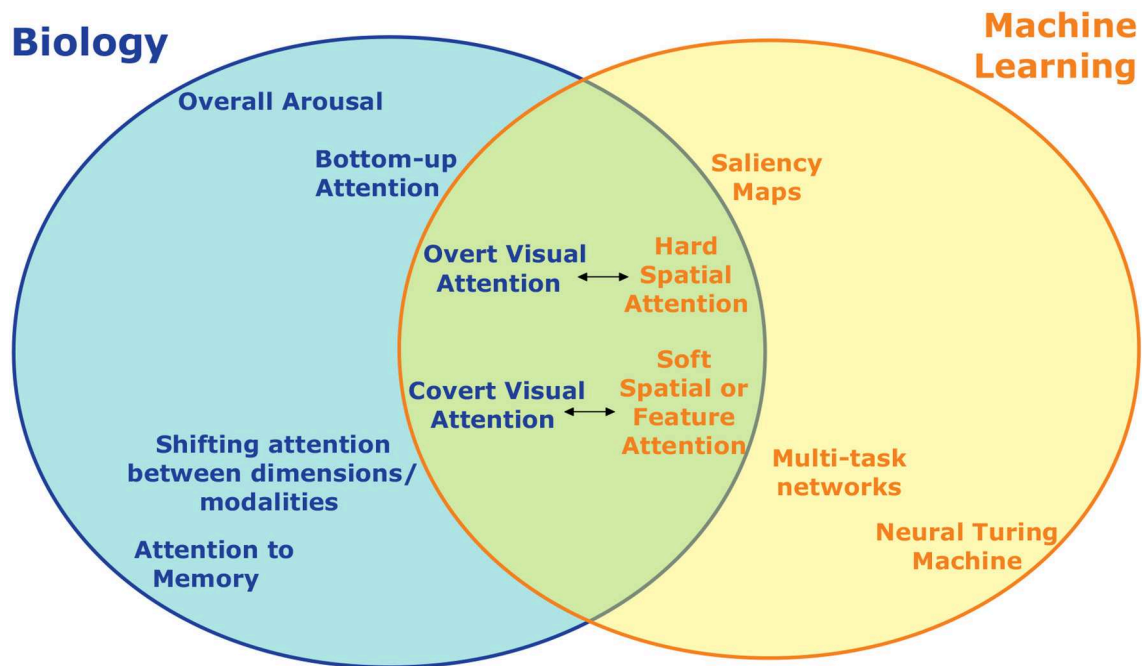 Biology
Machine
Learning
Overall Arousal
Bottom-up
Attention
Saliency
Maps
Overt Visual
Attention
Hard
Spatial
Attention
Covert Visual
Attention
Soft
Spatial or
Feature
Attention
Shifting attention
between dimensions/
modalities
Multi-task
networks
Attention to
Memory
Neural Turing
Machine